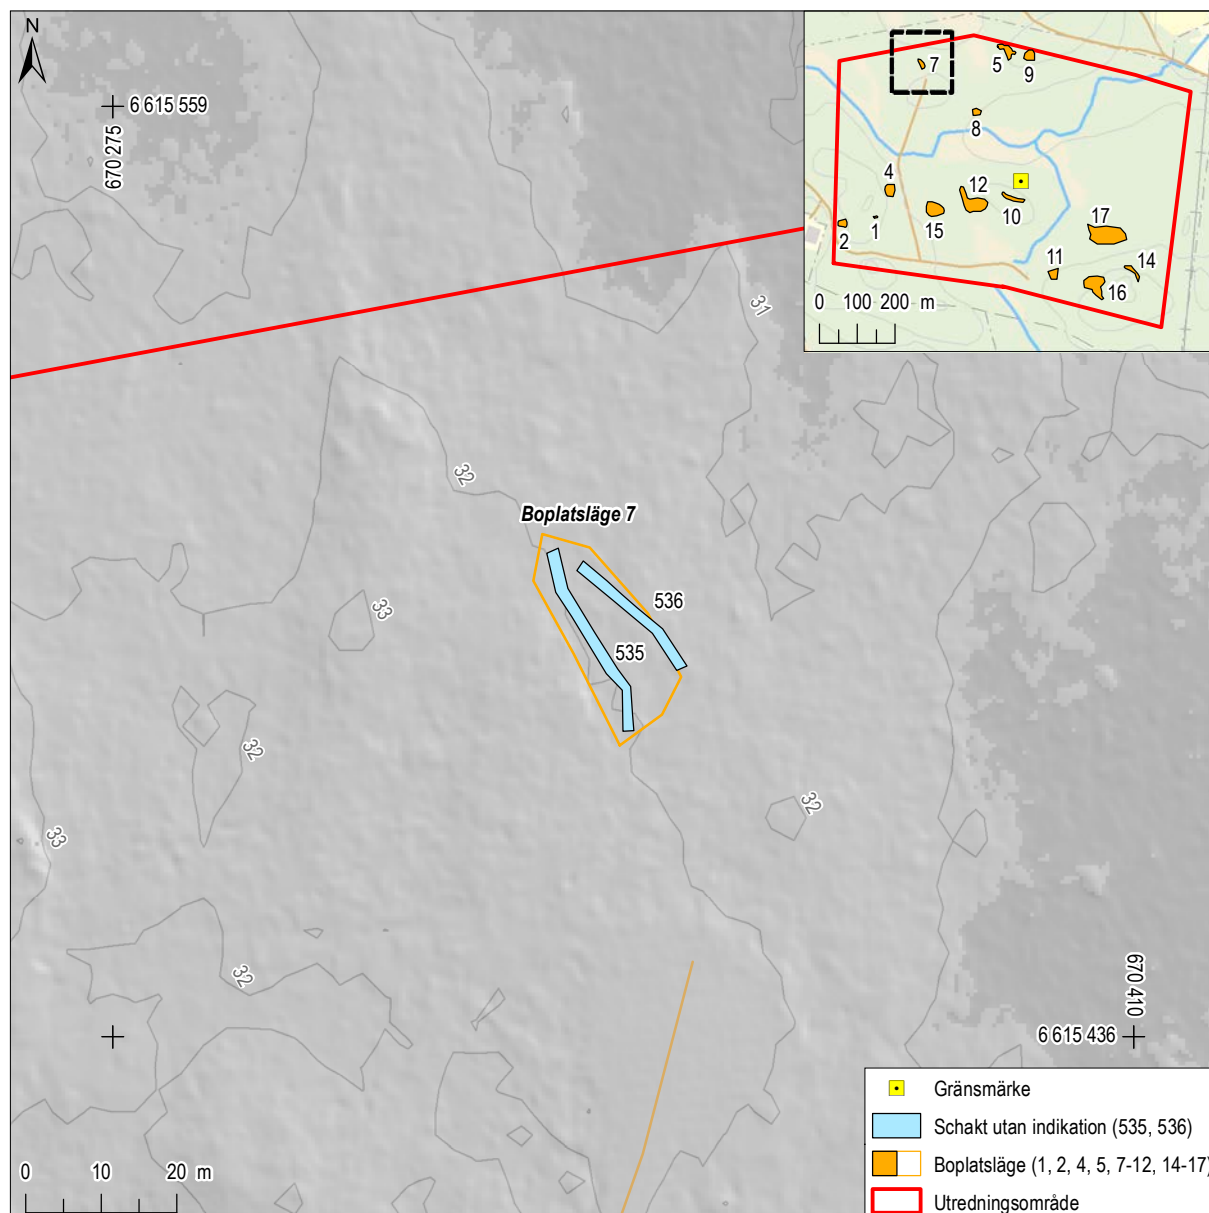 N
6 615 559
670 275
7
5
9
8
4
12
10
15
1
2
17
11
14
16
0 100 200 m
31
32
Boplatsläge 7
536
535
33
32
32
33
32
670 410
6 615 436
0 10 20 m
Gränsmärke
Schakt utan indikation (535, 536)
Boplatsläge (1, 2, 4, 5, 7-12, 14-17)
Utredningsområde